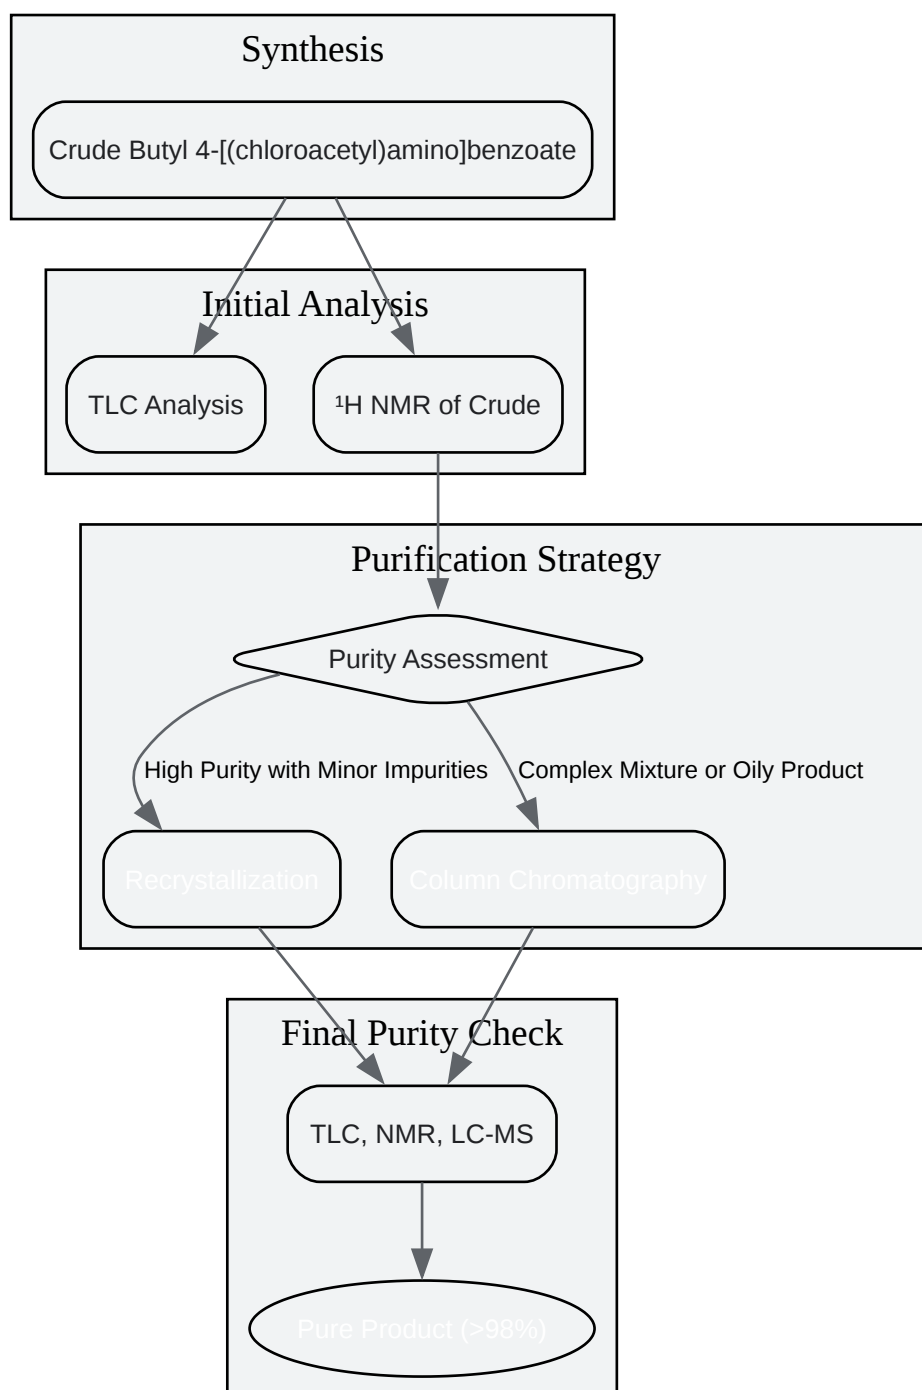 Synthesis
Crude Butyl 4-[(chloroacetyl)amino]benzoate
Initial Analysis
TLC Analysis
¹H NMR of Crude
Purification Strategy
Purity Assessment
High Purity with Minor Impurities
Complex Mixture or Oily Product
Recrystallization
Column Chromatography
Final Purity Check
TLC, NMR, LC-MS
Pure Product (>98%)